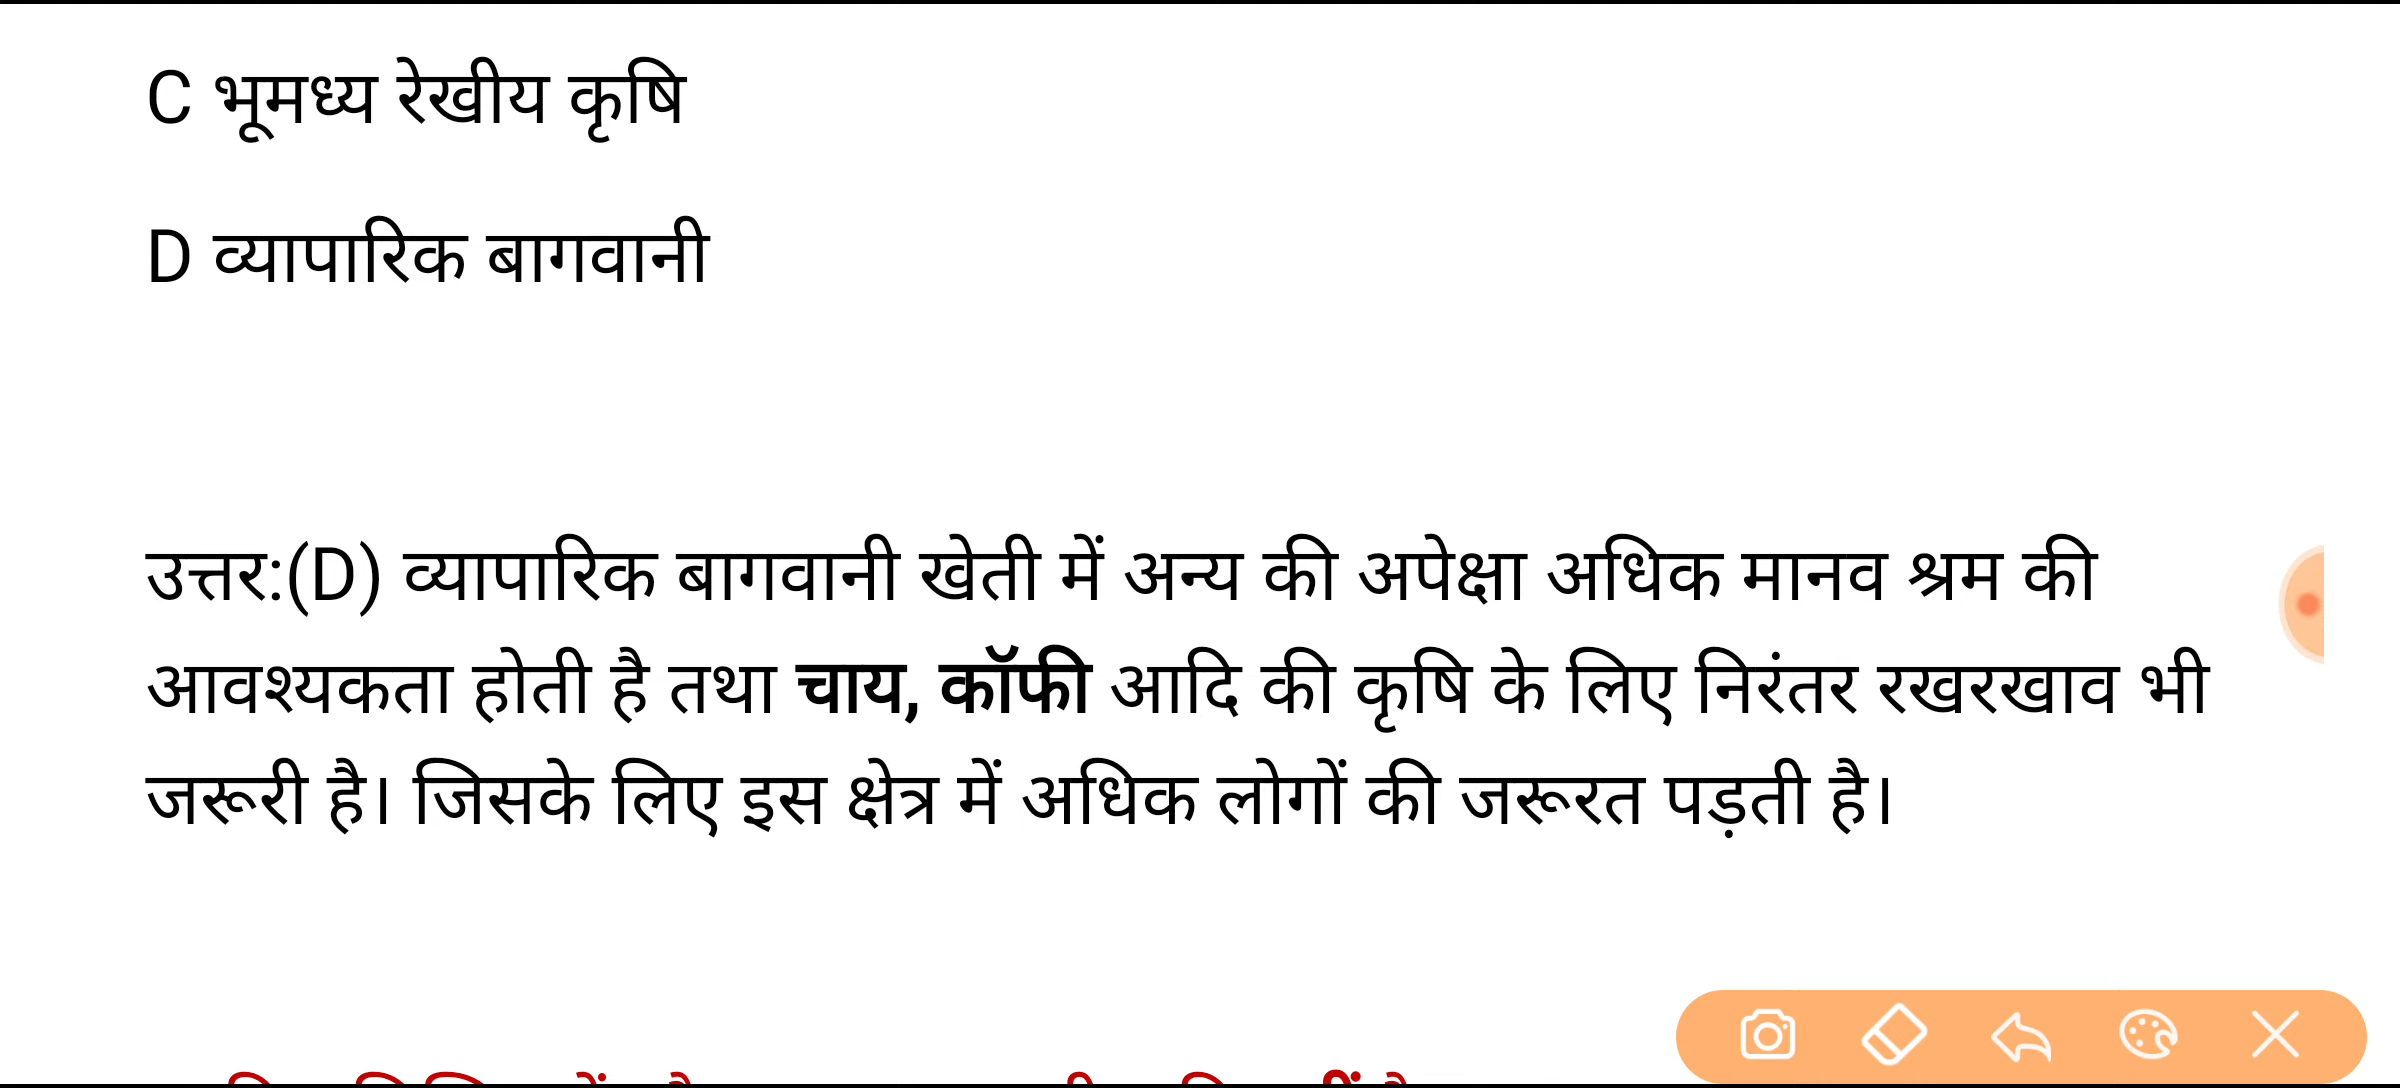 C भूमध्य रेखीय कृषि
D व्यापारिक बागवानी
उत्तर:(D) व्यापारिक बागवानी खेती में अन्य की अपेक्षा अधिक मानव श्रम की
आवश्यकता होती है तथा चाय, कॉफी आदि की कृषि के लिए निरंतर रखरखाव भी
जरूरी है। जिसके लिए इस क्षेत्र में अधिक लोगों की जरूरत पड़ती है।